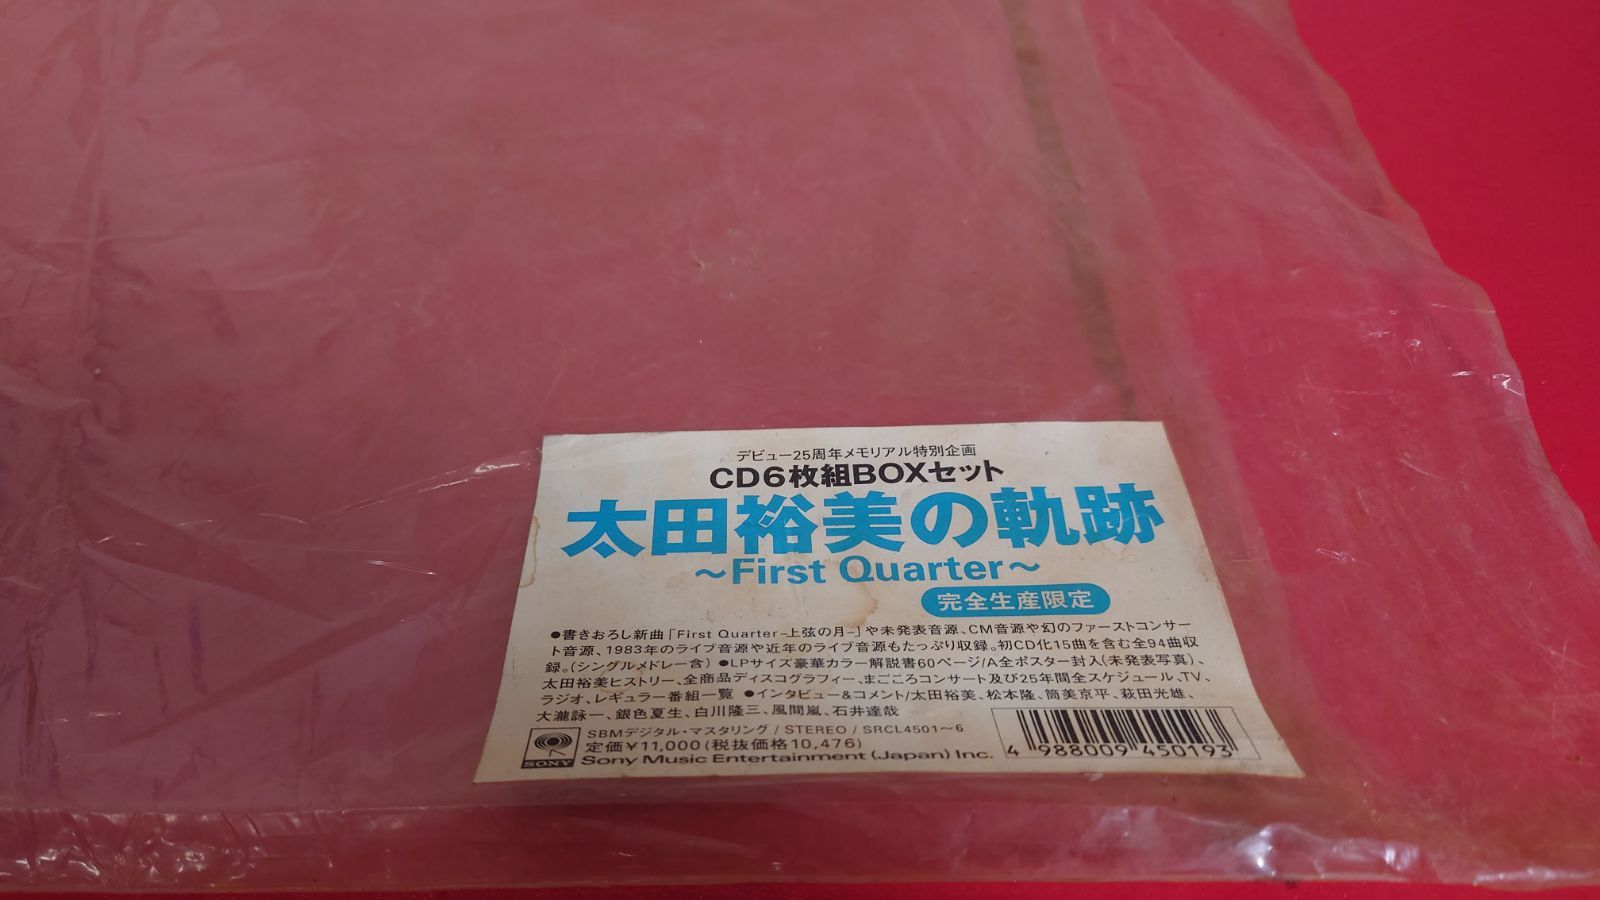 デビュー25周年メモリアル特別企画
CD6枚組BOXセット
太田裕美の軌跡
～First Quarter～
完全生産限定
●書きおろし新曲「First Quarter–上弦の月–」や未発表音源、CM音源や幻のファーストコンサー
ト音源、1983年のライブ音源や近年のライブ音源もたっぷり収録。初CD化15曲を含む全94曲収
録。(シングルメドレー含) ●LPサイズ豪華カラー解説書60ページ/A全ポスター封入(未発表写真)、
太田裕美ヒストリー、全商品ディスコグラフィー、まごころコンサート及び25年間全スケジュール、TV、
ラジオ、レギュラー番組一覧 ●インタビュー&コメント/太田裕美、松本隆、筒美京平、萩田光雄、
大瀧詠一、銀色夏生、白川隆三、風間嵐、石井達哉
SBMデジタル・マスタリング / STEREO / SRCL4501～6
定価¥11,000(税抜価格10,476)
SONY Sony Music Entertainment (Japan) Inc.
4 988009 450193